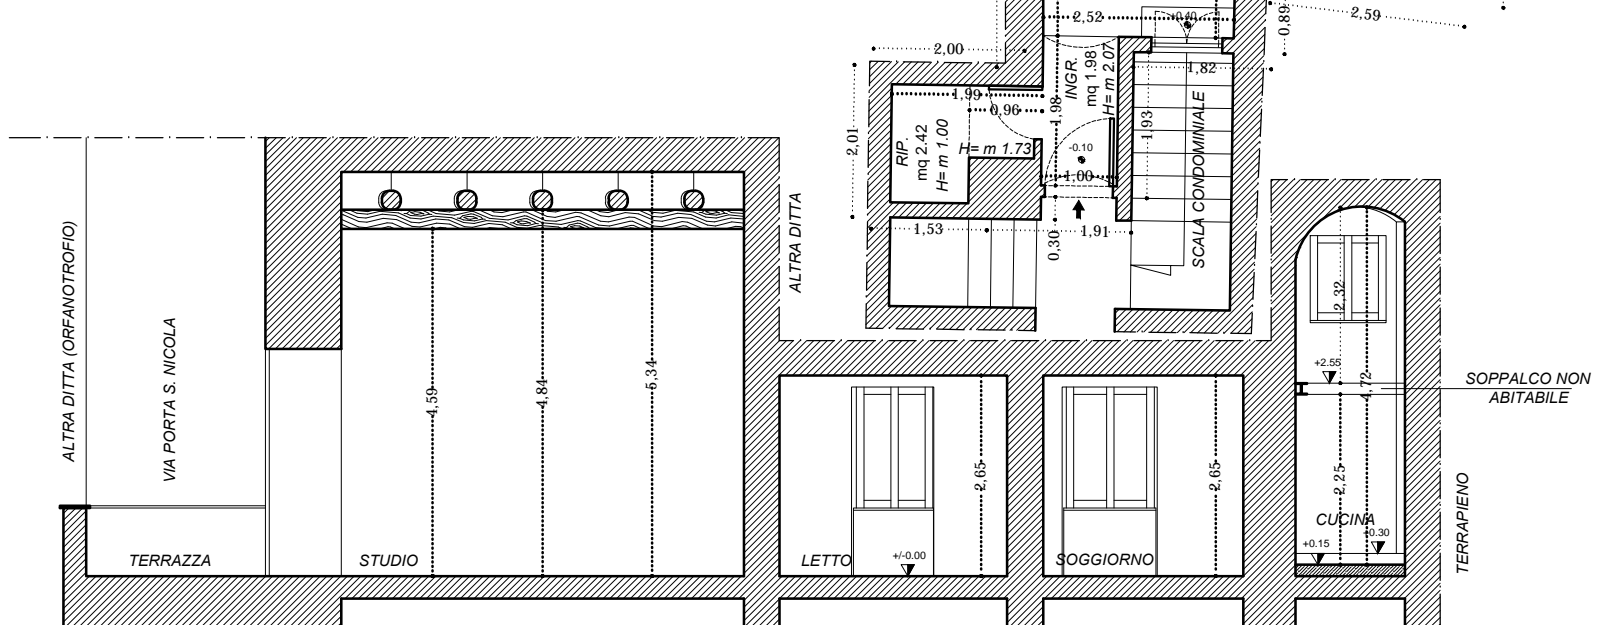 2,52
+0.40
0,89
2,59
2,00
1,82
1,99
0,96
INGR.
mq 1.98
H= m 2.07
1,98
1,93
2,01
RIP.
mq 2.42
H= m 1.00
H= m 1.73
-0.10
1,00
SCALA CONDOMINIALE
1,53
0,30
1,91
ALTRA DITTA (ORFANOTROFIO)
VIA PORTA S. NICOLA
ALTRA DITTA
4,59
4,84
5,34
2,65
2,65
2,32
+2.55
4,72
SOPPALCO NON
ABITABILE
2,25
CUCINA
+0.15
+0.30
TERRAPIENO
TERRAZZA
STUDIO
LETTO
+/-0.00
SOGGIORNO